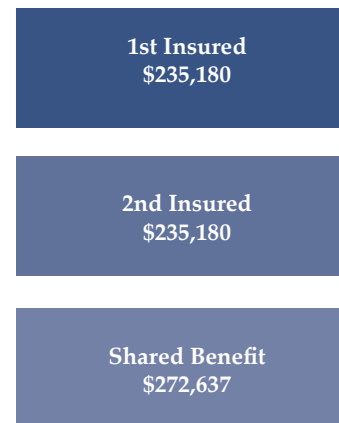 1st Insured
$235,180
2nd Insured
$235,180
Shared Benefit
$272,637